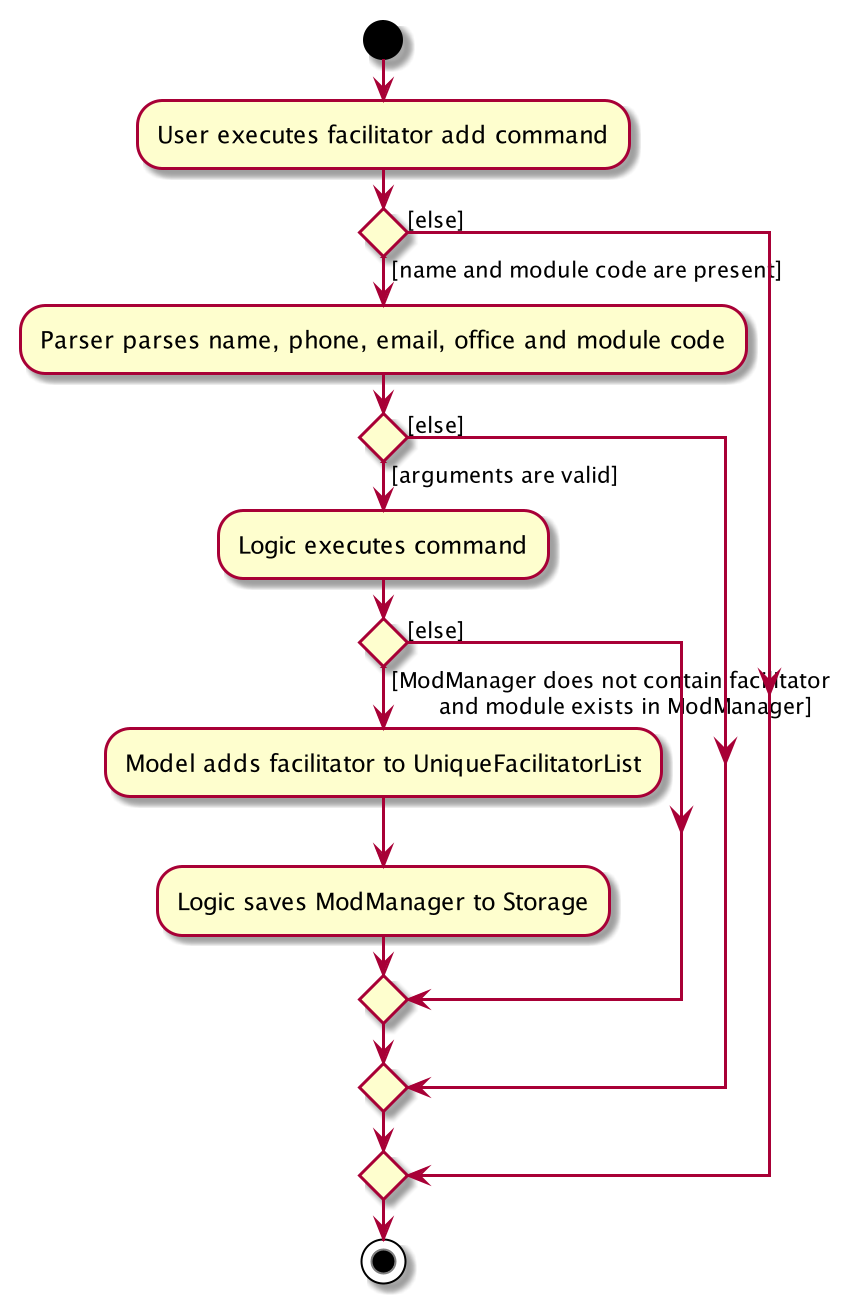 User executes facilitator add command
[else]
[name and module code are present]
Parser parses name, phone, email, office and module code
[else]
[arguments are valid]
Logic executes command
[else]
[ModManager does not contain facilitator
and module exists in ModManager]
Model adds facilitator to UniqueFacilitatorList
Logic saves ModManager to Storage